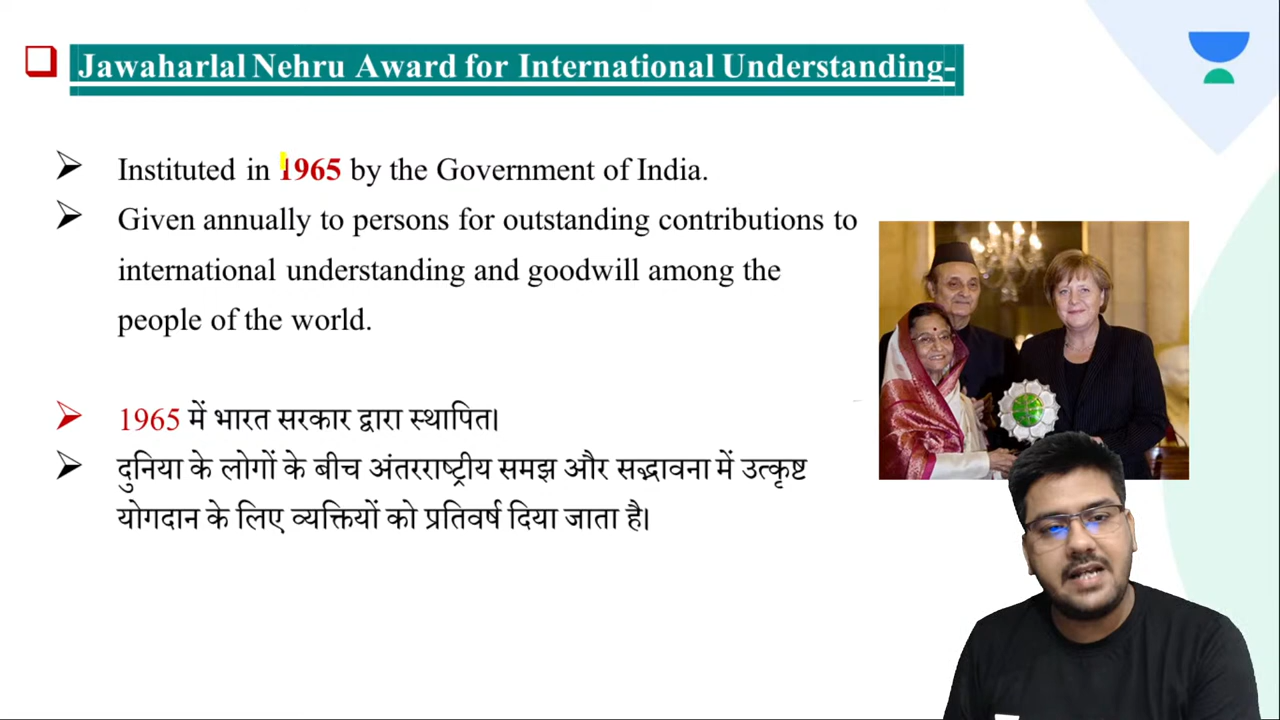 Jawaharlal Nehru Award for International Understanding-
Instituted in 1965 by the Government of India.
Given annually to persons for outstanding contributions to
international understanding and goodwill among the
people of the world.
1965 में भारत सरकार द्वारा स्थापित।
दुनिया के लोगों के बीच अंतरराष्ट्रीय समझ और सद्भावना में उत्कृष्ट
योगदान के लिए व्यक्तियों को प्रतिवर्ष दिया जाता है।